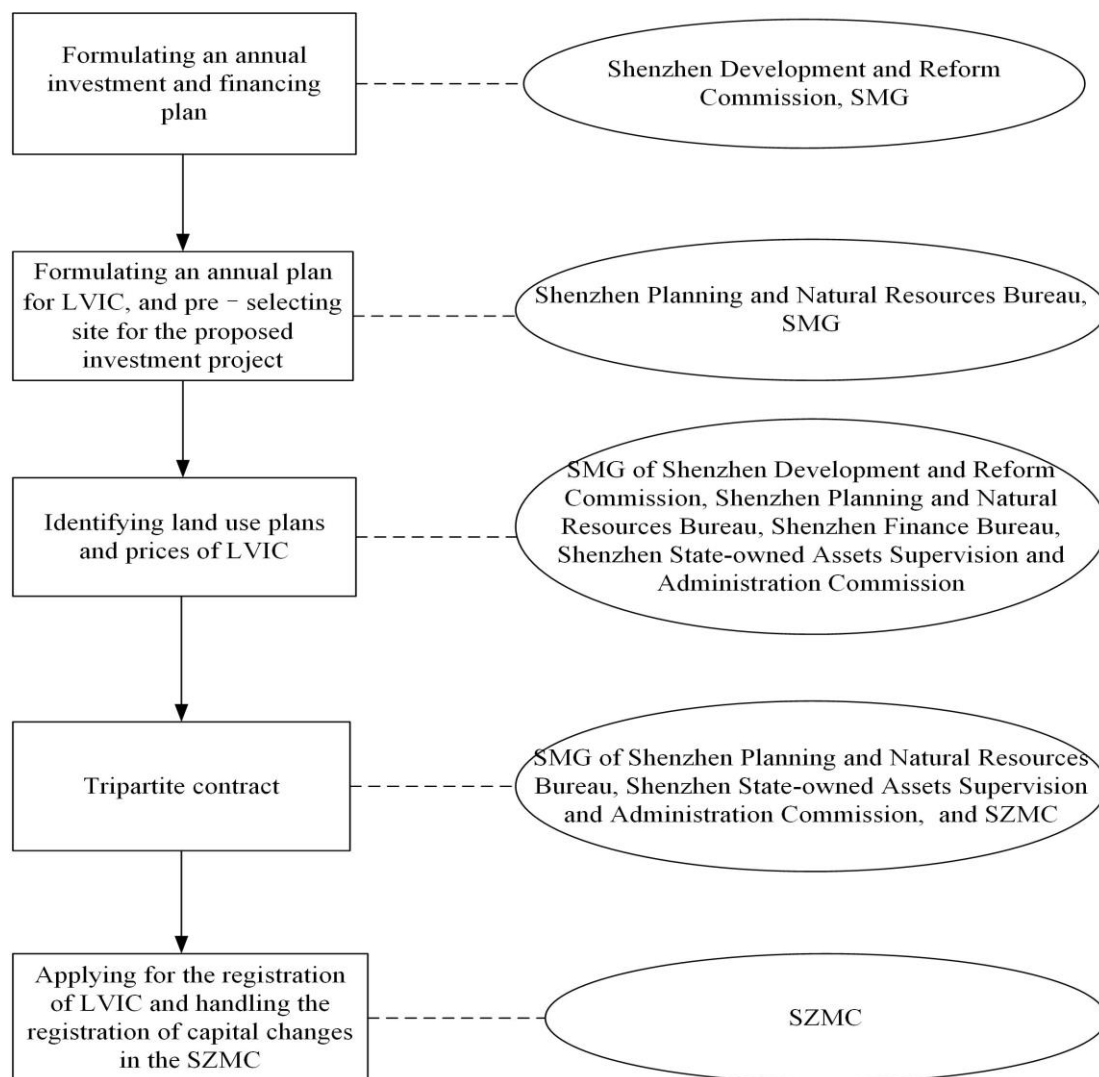 Formulating an annual
investment and financing
plan
Shenzhen Development and Reform
Commission, SMG
Formulating an annual plan
for LVIC, and pre - selecting
site for the proposed
investment project
Shenzhen Planning and Natural Resources Bureau,
SMG
Identifying land use plans
and prices of LVIC
SMG of Shenzhen Development and Reform
Commission, Shenzhen Planning and Natural
Resources Bureau, Shenzhen Finance Bureau,
Shenzhen State-owned Assets Supervision and
Administration Commission
Tripartite contract
SMG of Shenzhen Planning and Natural Resources
Bureau, Shenzhen State-owned Assets Supervision
and Administration Commission, and SZMC
Applying for the registration
of LVIC and handling the
registration of capital changes
in the SZMC
SZMC